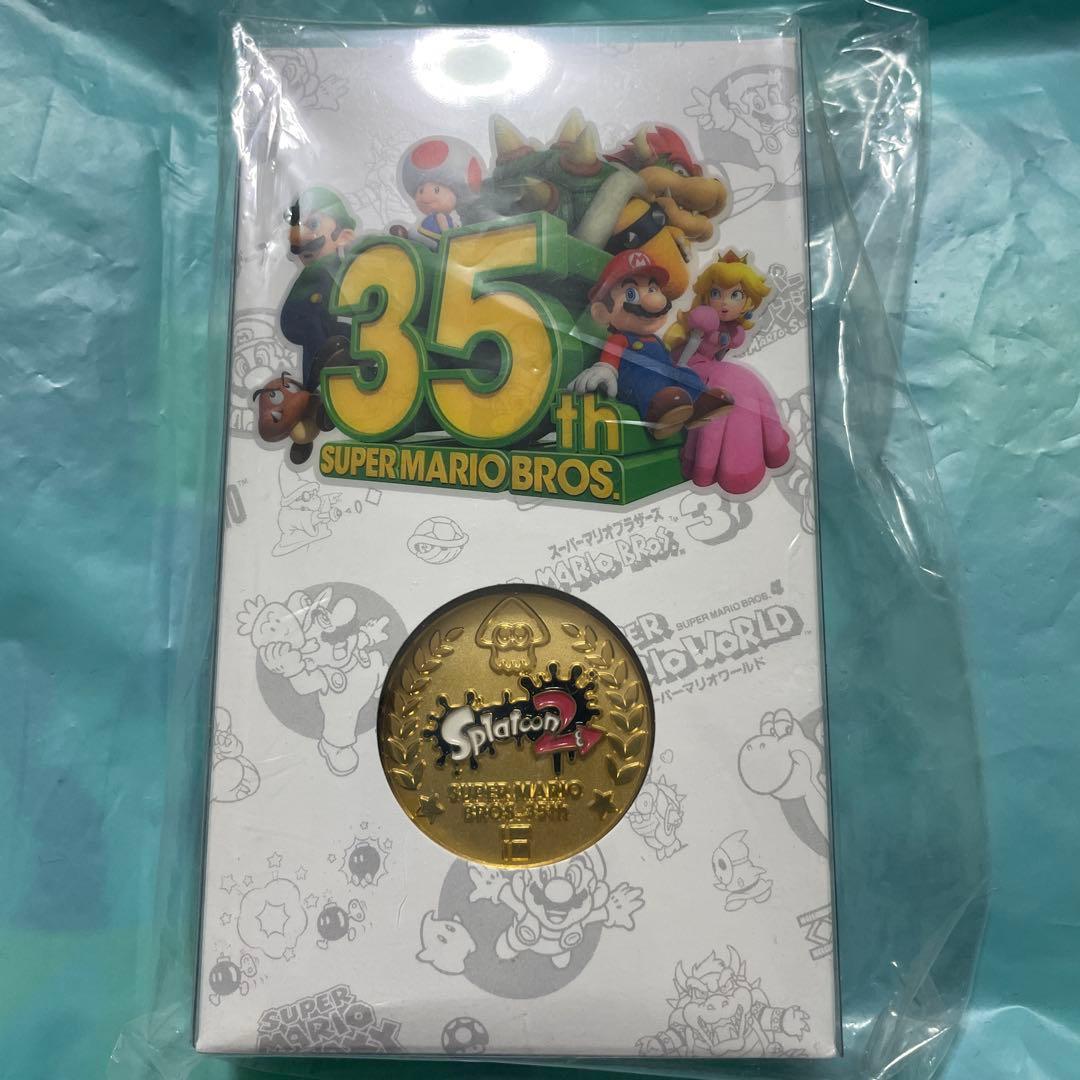 35th
SUPER MARIO BROS.
スーパーマリオブラザーズ
MARIO BROS. 3
SUPER MARIO BROS. 4
WORLD
スーパーマリオワールド
Splatoon 2
SUPER MARIO
BROS. 35th
SUPER
MARIO